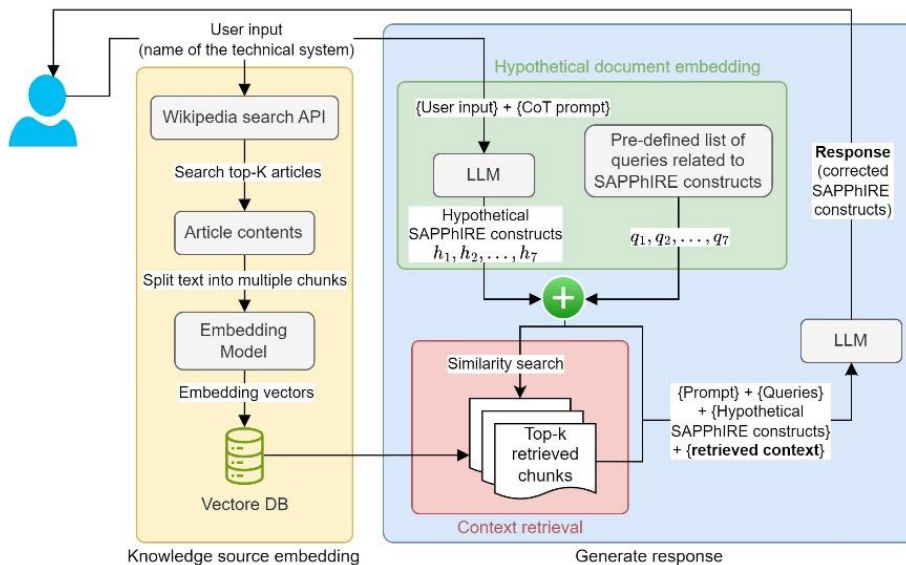 User input
(name of the technical system)
Wikipedia search API
Search top-K articles
Article contents
Split text into multiple chunks
Embedding
Model
Embedding vectors
Vectore DB
Knowledge source embedding
Hypothetical document embedding
{User input} + {CoT prompt}
LLM
Hypothetical
SAPPhIRE constructs
h₁, h₂, . . . , h₇
Pre-defined list of
queries related to
SAPPhIRE constructs
q₁, q₂, . . . , q₇
+
Similarity search
Top-k
retrieved
chunks
Context retrieval
{Prompt} + {Queries}
+ {Hypothetical
SAPPhIRE constructs}
+ {retrieved context}
LLM
Response
(corrected
SAPPhIRE
constructs)
Generate response